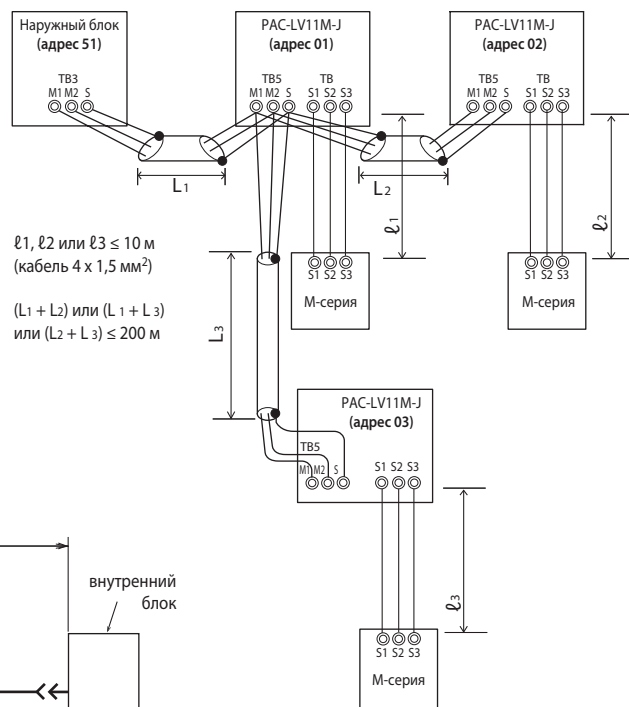 Наружный блок
(адрес 51)
TB3
M1 M2 S
PAC-LV11M-J
(адрес 01)
TB5 TB
M1 M2 S S1 S2 S3
PAC-LV11M-J
(адрес 02)
TB5 TB
M1 M2 S S1 S2 S3
L1
L2
ℓ1
ℓ2
ℓ1, ℓ2 или ℓ3 ≤ 10 м
(кабель 4 x 1,5 мм²)
(L1 + L2) или (L 1 + L 3)
или (L2 + L 3) ≤ 200 м
S1 S2 S3
М-серия
S1 S2 S3
М-серия
L3
PAC-LV11M-J
(адрес 03)
TB5
M1 M2 S S1 S2 S3
ℓ3
внутренний
блок
S1 S2 S3
М-серия